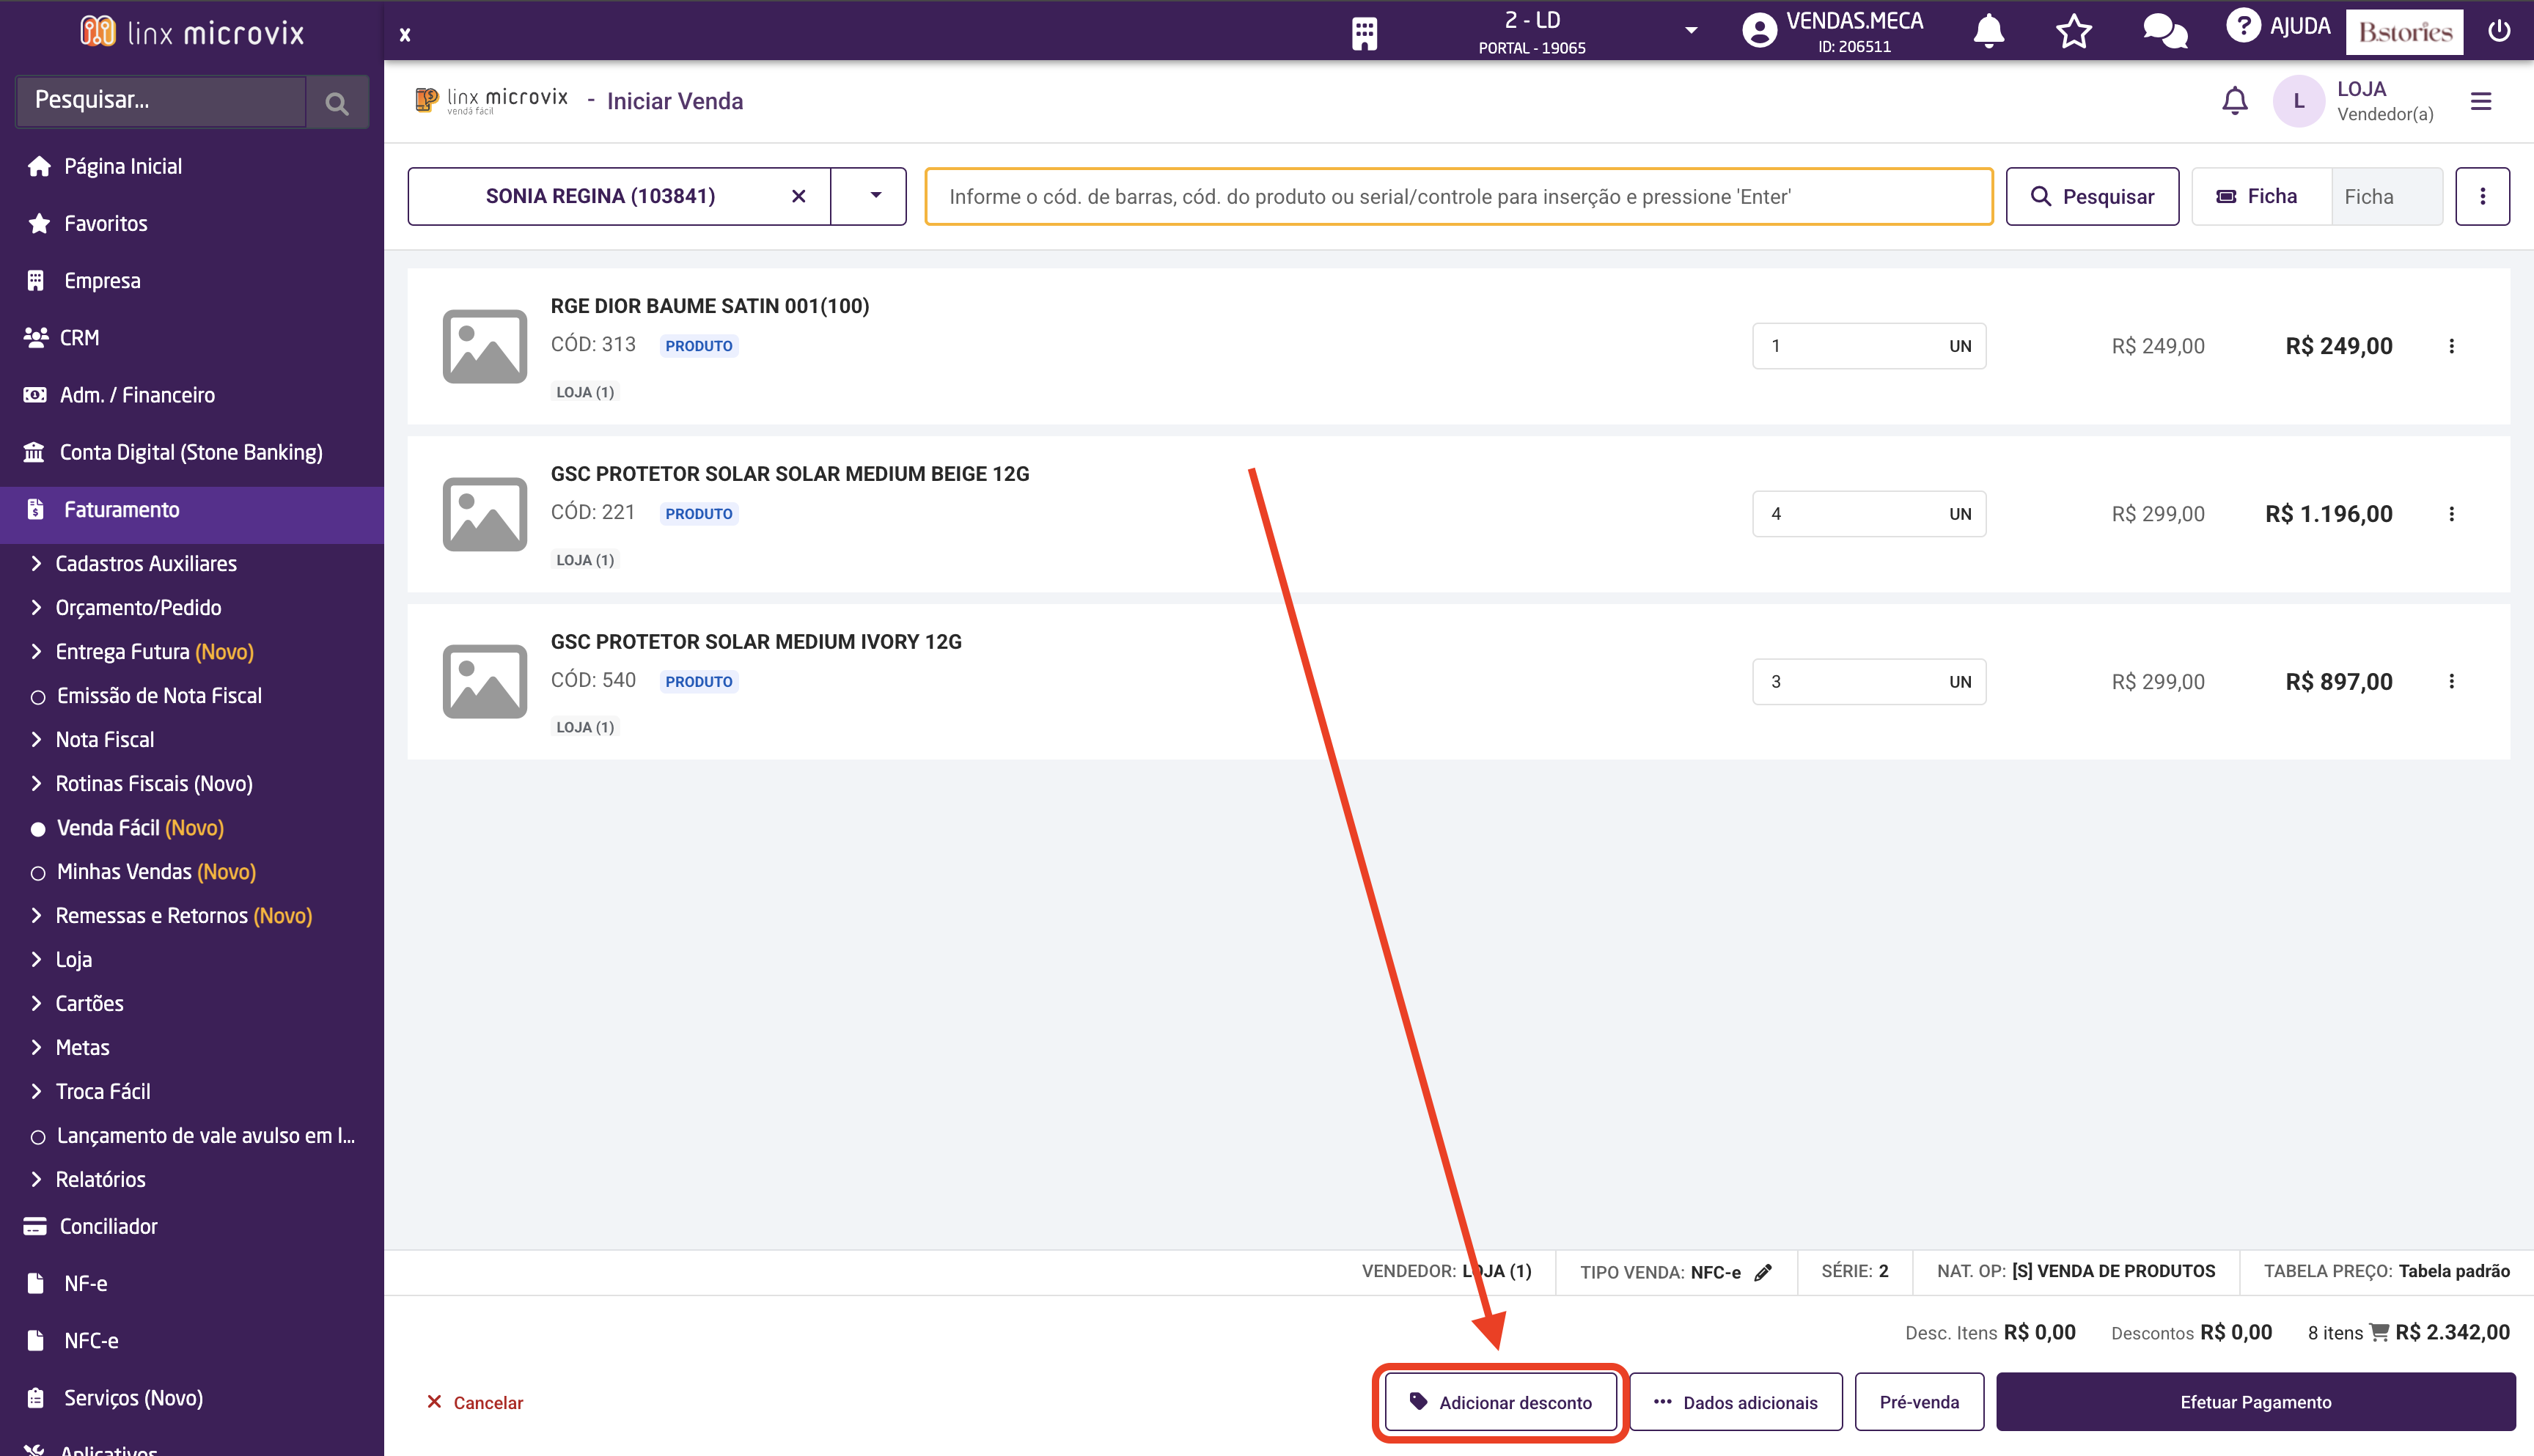 linx microvix
x
2 - LD
PORTAL - 19065
VENDAS.MECA
ID: 206511
? AJUDA
B.stories
Pesquisar...
Página Inicial
Favoritos
Empresa
CRM
Adm. / Financeiro
Conta Digital (Stone Banking)
Faturamento
Cadastros Auxiliares
Orçamento/Pedido
Entrega Futura (Novo)
Emissão de Nota Fiscal
Nota Fiscal
Rotinas Fiscais (Novo)
Venda Fácil (Novo)
Minhas Vendas (Novo)
Remessas e Retornos (Novo)
Loja
Cartões
Metas
Troca Fácil
Lançamento de vale avulso em l...
Relatórios
Conciliador
NF-e
NFC-e
Serviços (Novo)
Aplicativos
linx microvix
venda fácil
- Iniciar Venda
L
LOJA
Vendedor(a)
SONIA REGINA (103841)
Informe o cód. de barras, cód. do produto ou serial/controle para inserção e pressione 'Enter'
Pesquisar
Ficha
Ficha
RGE DIOR BAUME SATIN 001(100)
CÓD: 313 PRODUTO
LOJA (1)
1 UN
R$ 249,00
R$ 249,00
GSC PROTETOR SOLAR SOLAR MEDIUM BEIGE 12G
CÓD: 221 PRODUTO
LOJA (1)
4 UN
R$ 299,00
R$ 1.196,00
GSC PROTETOR SOLAR MEDIUM IVORY 12G
CÓD: 540 PRODUTO
LOJA (1)
3 UN
R$ 299,00
R$ 897,00
VENDEDOR: LOJA (1)
TIPO VENDA: NFC-e
SÉRIE: 2
NAT. OP: [S] VENDA DE PRODUTOS
TABELA PREÇO: Tabela padrão
Desc. Itens R$ 0,00
Descontos R$ 0,00
8 itens R$ 2.342,00
Cancelar
Adicionar desconto
Dados adicionais
Pré-venda
Efetuar Pagamento